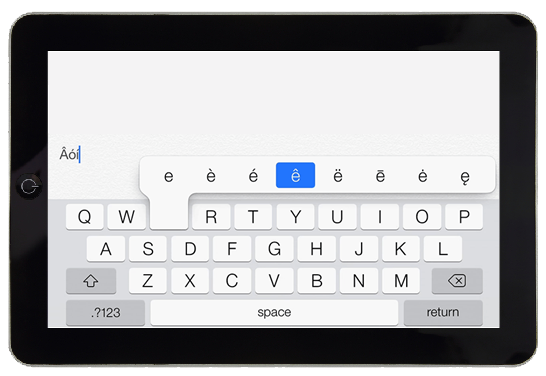 Âóí
e è é ê ë ē ė ę
Q W R T Y U I O P
A S D F G H J K L
Z X C V B N M
.?123 space return